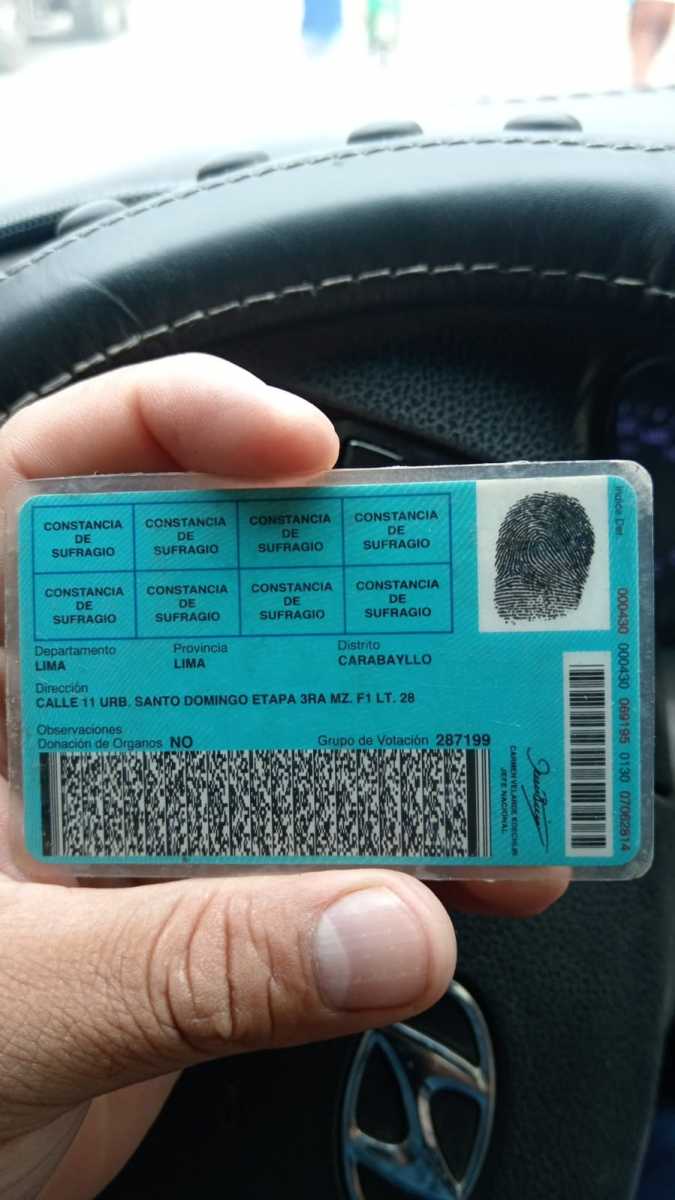 CONSTANCIA DE SUFRAGIO
CONSTANCIA DE SUFRAGIO
CONSTANCIA DE SUFRAGIO
CONSTANCIA DE SUFRAGIO
CONSTANCIA DE SUFRAGIO
CONSTANCIA DE SUFRAGIO
CONSTANCIA DE SUFRAGIO
CONSTANCIA DE SUFRAGIO
Departamento Provincia Distrito
LIMA LIMA CARABAYLLO
Dirección
CALLE 11 URB. SANTO DOMINGO ETAPA 3RA MZ. F1 LT. 28
Observaciones
Donación de Organos NO Grupo de Votación 287199
CARMEN VELARDE KOECHLIN
JEFE NACIONAL
Indice Der.
000430 000430 069195 0130 07062814